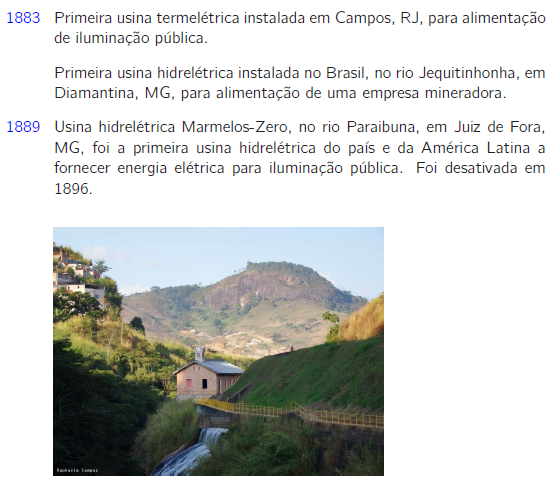 1883 Primeira usina termelétrica instalada em Campos, RJ, para alimentação
de iluminação pública.
Primeira usina hidrelétrica instalada no Brasil, no rio Jequitinhonha, em
Diamantina, MG, para alimentação de uma empresa mineradora.
1889 Usina hidrelétrica Marmelos-Zero, no rio Paraibuna, em Juiz de Fora,
MG, foi a primeira usina hidrelétrica do país e da América Latina a
fornecer energia elétrica para iluminação pública. Foi desativada em
1896.
Raphaela Campos